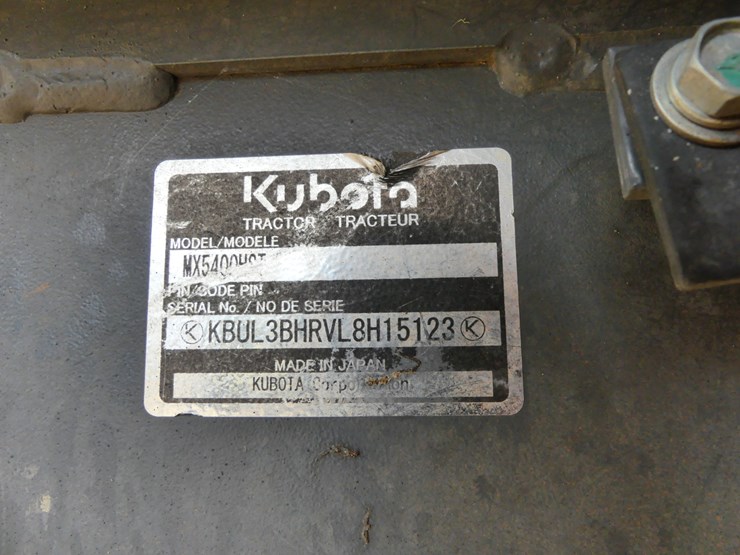 Kubota
TRACTOR TRACTEUR
MODEL/MODELE
MX5400HST
PIN/CODE PIN
SERIAL No. / NO DE SERIE
KBUL3BHRVL8H15123
MADE IN JAPAN
KUBOTA Corporation